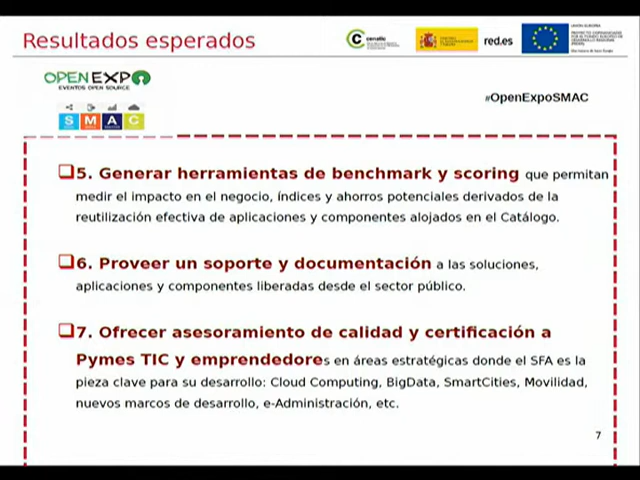 Resultados esperados
cenatic
red.es
UNIÓN EUROPEA
OPENEXPO
EVENTOS OPEN SOURCE
#OpenExpoSMAC
S M A C
5. Generar herramientas de benchmark y scoring que permitan
medir el impacto en el negocio, índices y ahorros potenciales derivados de la
reutilización efectiva de aplicaciones y componentes alojados en el Catálogo.
6. Proveer un soporte y documentación a las soluciones,
aplicaciones y componentes liberadas desde el sector público.
7. Ofrecer asesoramiento de calidad y certificación a
Pymes TIC y emprendedores en áreas estratégicas donde el SFA es la
pieza clave para su desarrollo: Cloud Computing, BigData, SmartCities, Movilidad,
nuevos marcos de desarrollo, e-Administración, etc.
7